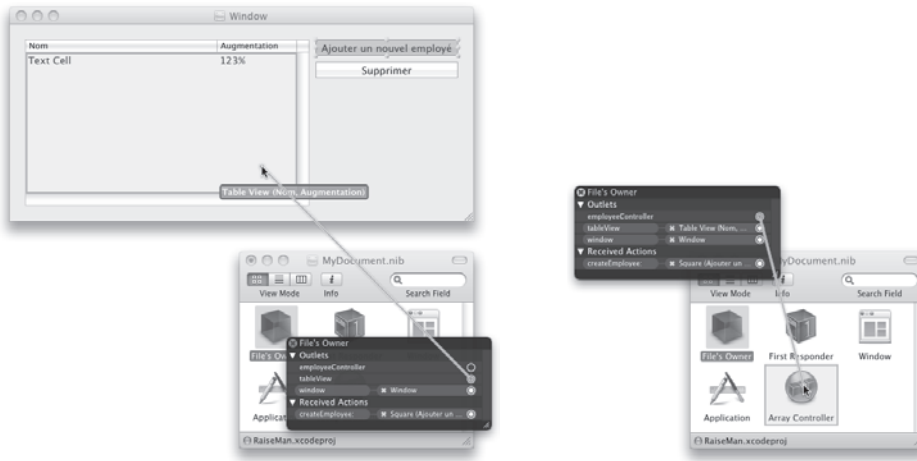 Window
Nom Augmentation
Text Cell 123%
Ajouter un nouvel employé
Supprimer
Table View (Nom, Augmentation)
MyDocument.nib
View Mode Info Search Field
File's Ow
File's Owner
Outlets
employeeController
tableView
window Window
Received Actions
createEmployee: Square (Ajouter un ...
Applicat
RaiseMan.xcodeproj
File's Owner
Outlets
employeeController
tableView Table View (Nom, ...
window Window
Received Actions
createEmployee: Square (Ajouter un ...
MyDocument.nib
View Mode Info Search Field
File's Owner First Responder Window
Application Array Controller
RaiseMan.xcodeproj